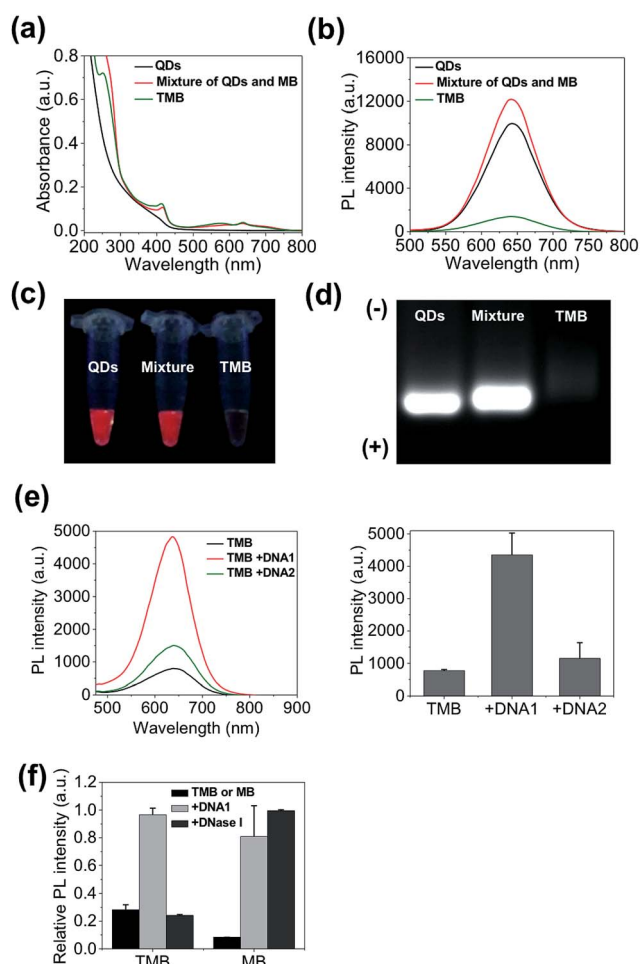 (a)
0.8
0.6
0.4
0.2
0.0
Absorbance (a.u.)
QDs
Mixture of QDs and MB
TMB
200 300 400 500 600 700 800
Wavelength (nm)
(b)
16000
12000
8000
4000
0
PL intensity (a.u.)
QDs
Mixture of QDs and MB
TMB
500 550 600 650 700 750 800
Wavelength (nm)
(c)
QDs Mixture TMB
(d)
(-)
(+)
QDs Mixture TMB
(e)
5000
4000
3000
2000
1000
0
PL intensity (a.u.)
TMB
TMB +DNA1
TMB +DNA2
500 600 700 800 900
Wavelength (nm)
5000
4000
3000
2000
1000
0
PL intensity (a.u.)
TMB +DNA1 +DNA2
(f)
1.2
1.0
0.8
0.6
0.4
0.2
0.0
Relative PL intensity (a.u.)
TMB or MB
+DNA1
+DNase I
TMB MB